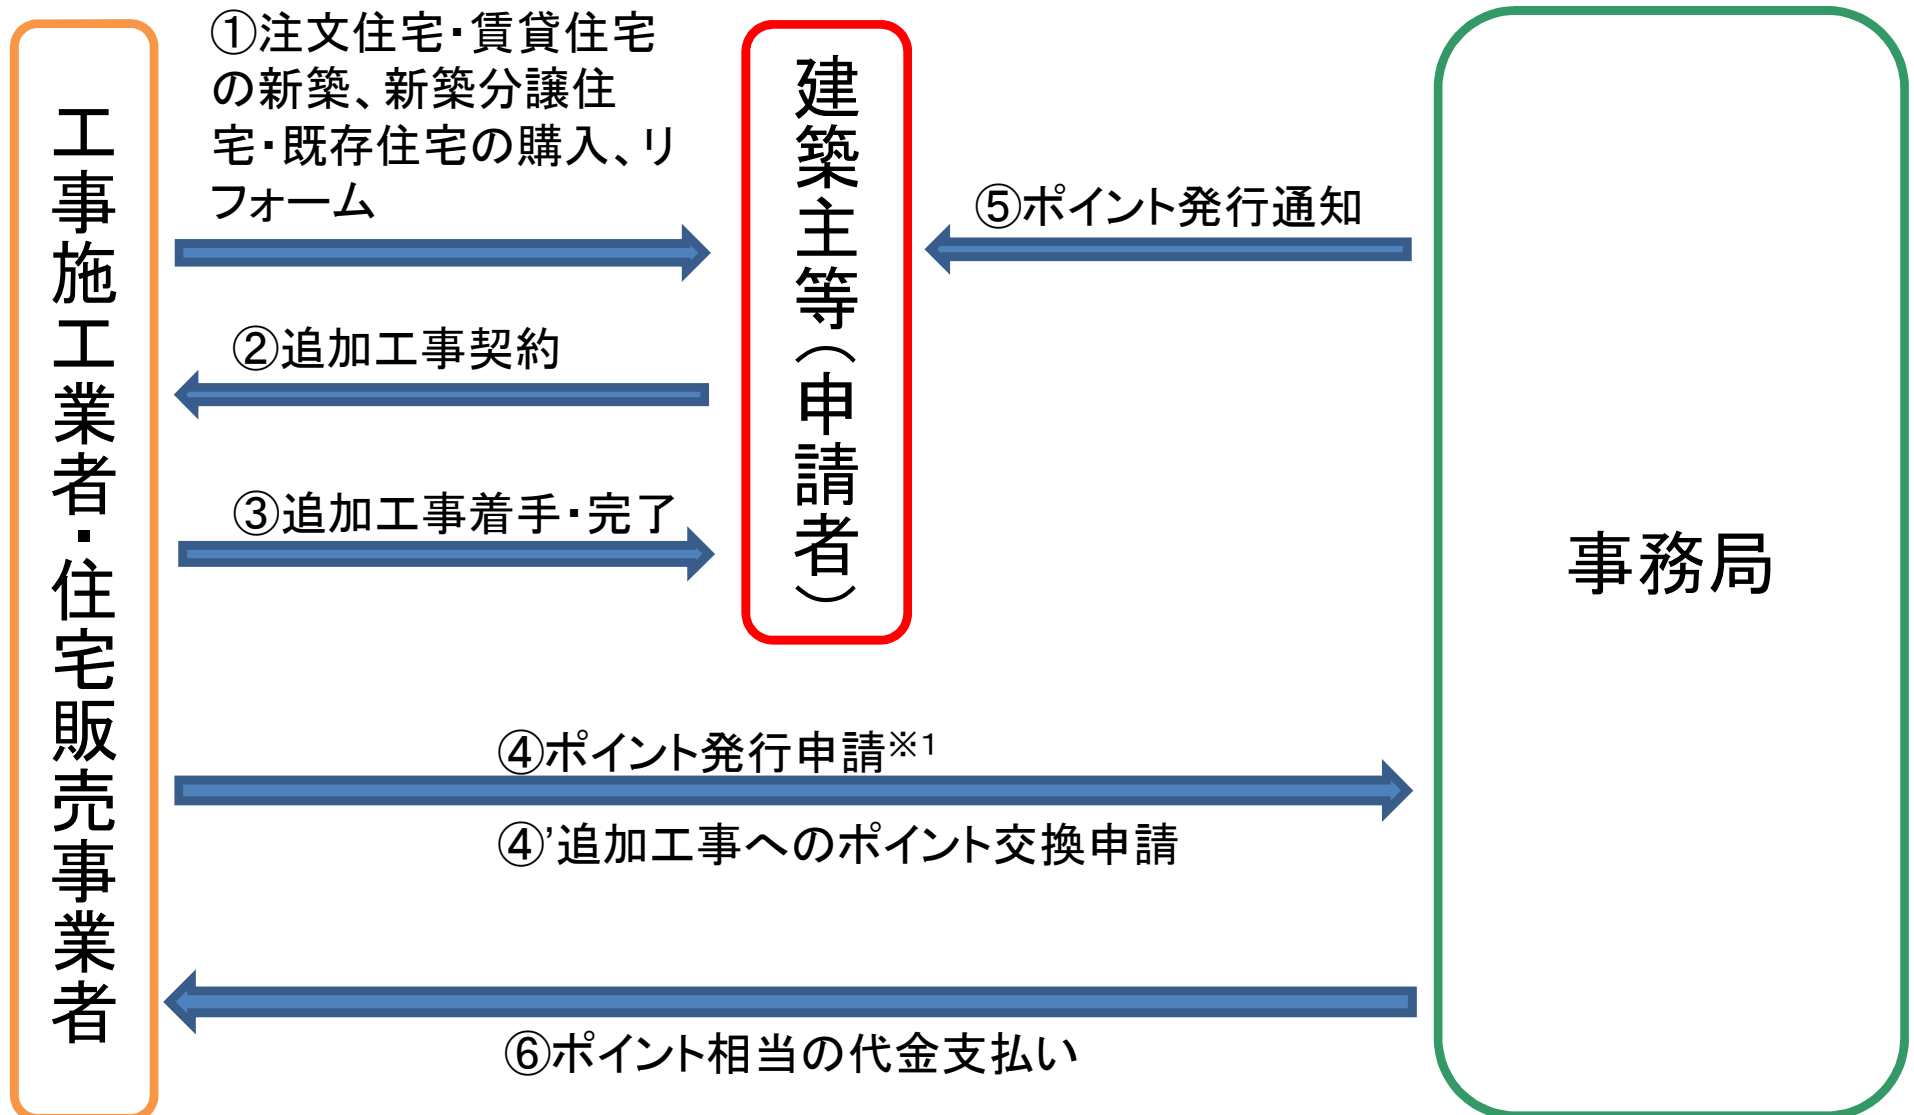 工事施工業者・住宅販売事業者
①注文住宅・賃貸住宅
の新築、新築分譲住
宅・既存住宅の購入、リ
フォーム
②追加工事契約
③追加工事着手・完了
建築主等（申請者）
⑤ポイント発行通知
事務局
④ポイント発行申請※1
④'追加工事へのポイント交換申請
⑥ポイント相当の代金支払い